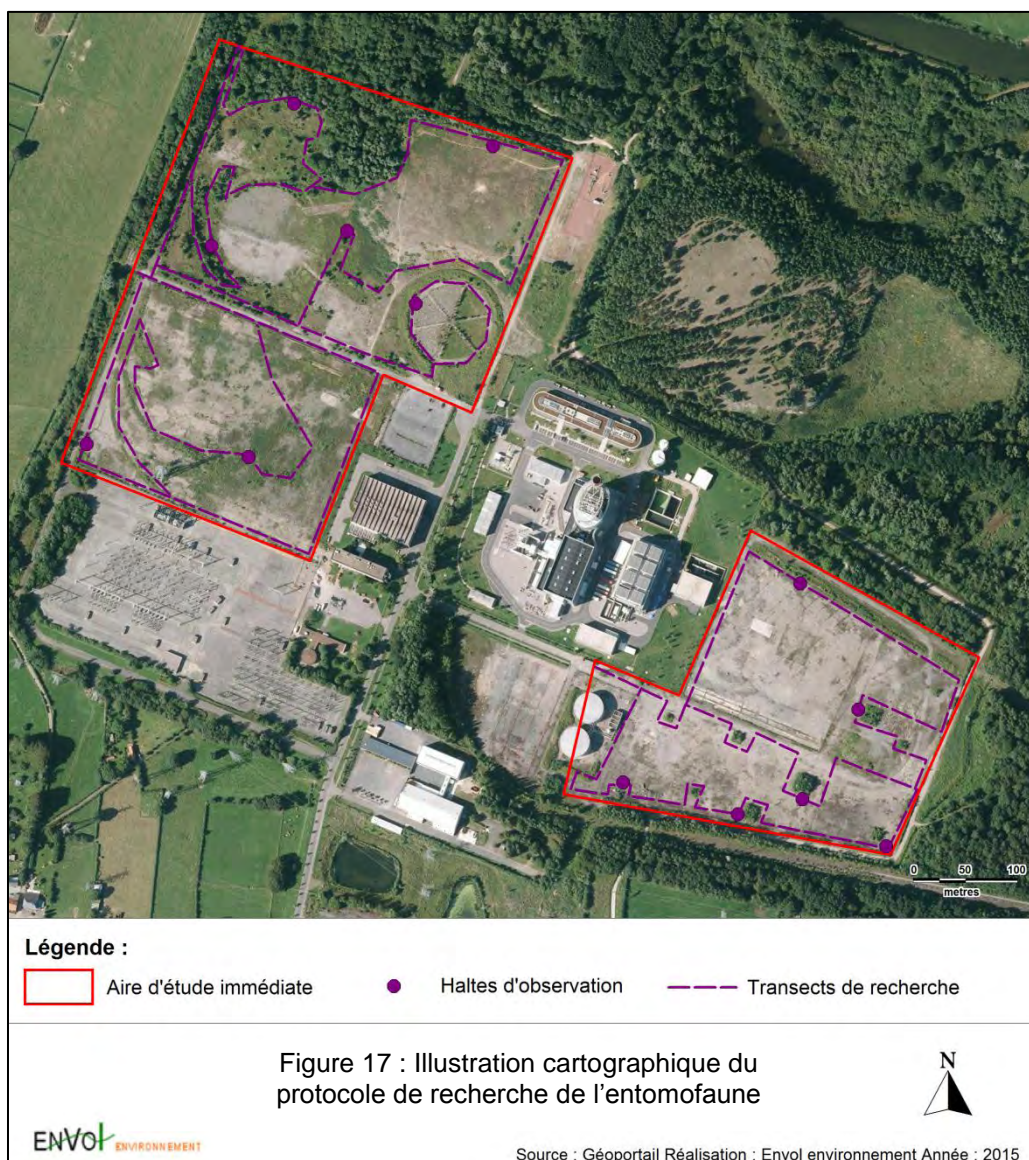 0 50 100
metres
Légende :
Aire d'étude immédiate Haltes d'observation Transects de recherche
Figure 17 : Illustration cartographique du
protocole de recherche de l'entomofaune
N
ENVOL ENVIRONNEMENT
Source : Géoportail Réalisation : Envol environnement Année : 2015